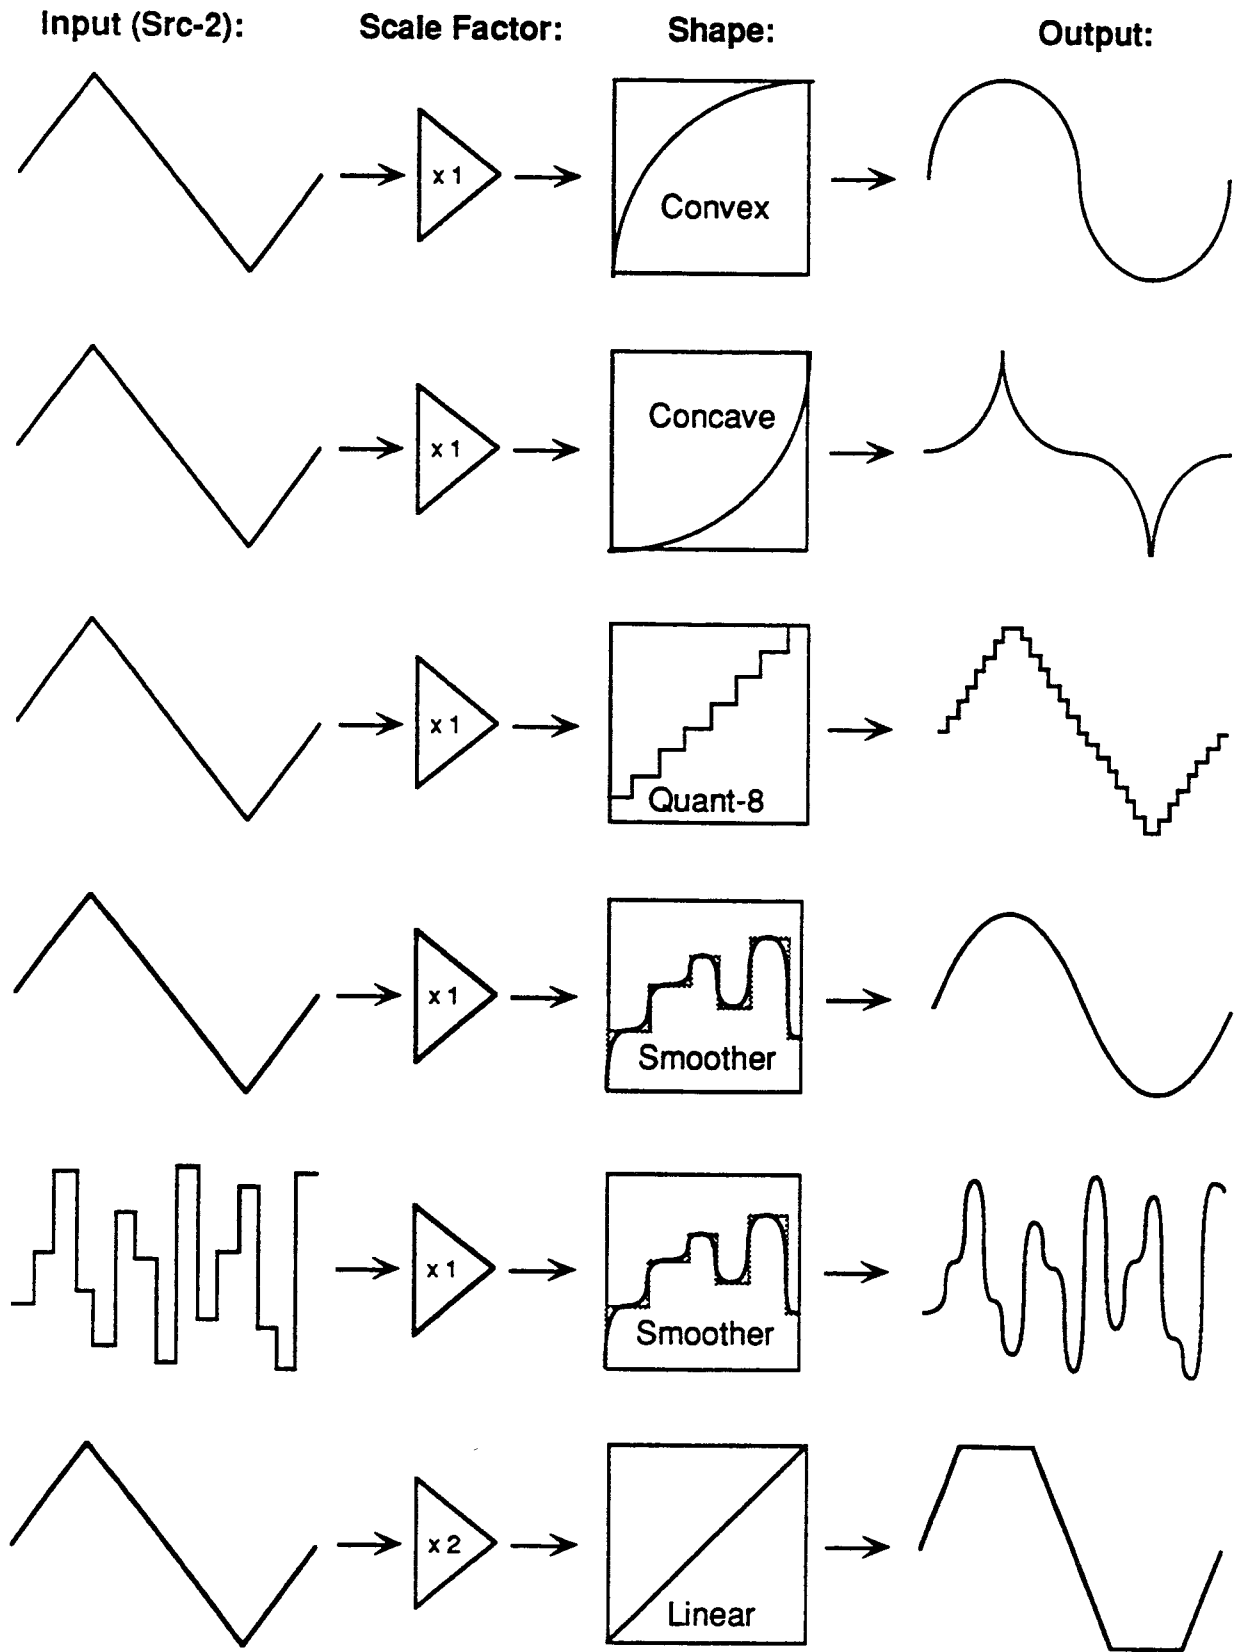 Input (Src-2): Scale Factor: Shape: Output:
x 1
Convex
x 1
Concave
x 1
Quant-8
x 1
Smoother
x 1
Smoother
x 2
Linear